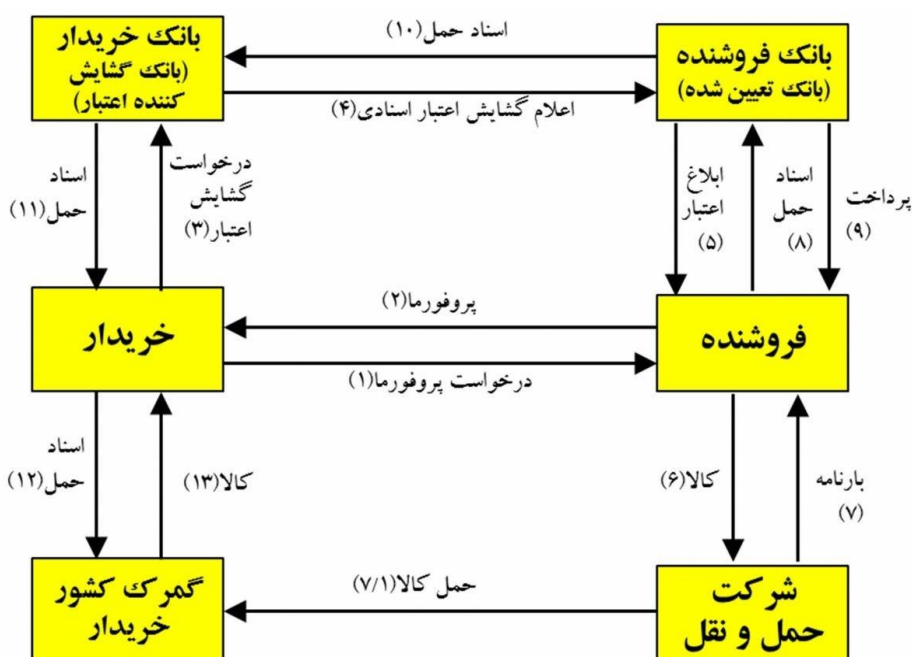 اسناد حمل(۱۰)
بانک فروشنده
(بانک تعیین شده)
بانک خریدار
(بانک گشایش
کننده اعتبار)
اعلام گشایش اعتبار اسنادی(۴)
پرداخت
(۹)
اسناد
حمل
(۸)
ابلاغ
اعتبار
(۵)
درخواست
گشایش
اعتبار(۳)
اسناد
حمل(۱۱)
پروفورما(۲)
فروشنده
خریدار
درخواست پروفورما(۱)
بارنامه
(۷)
کالا(۶)
کالا(۱۳)
اسناد
حمل(۱۲)
حمل کالا(۷/۱)
شرکت
حمل و نقل
گمرک کشور
خریدار